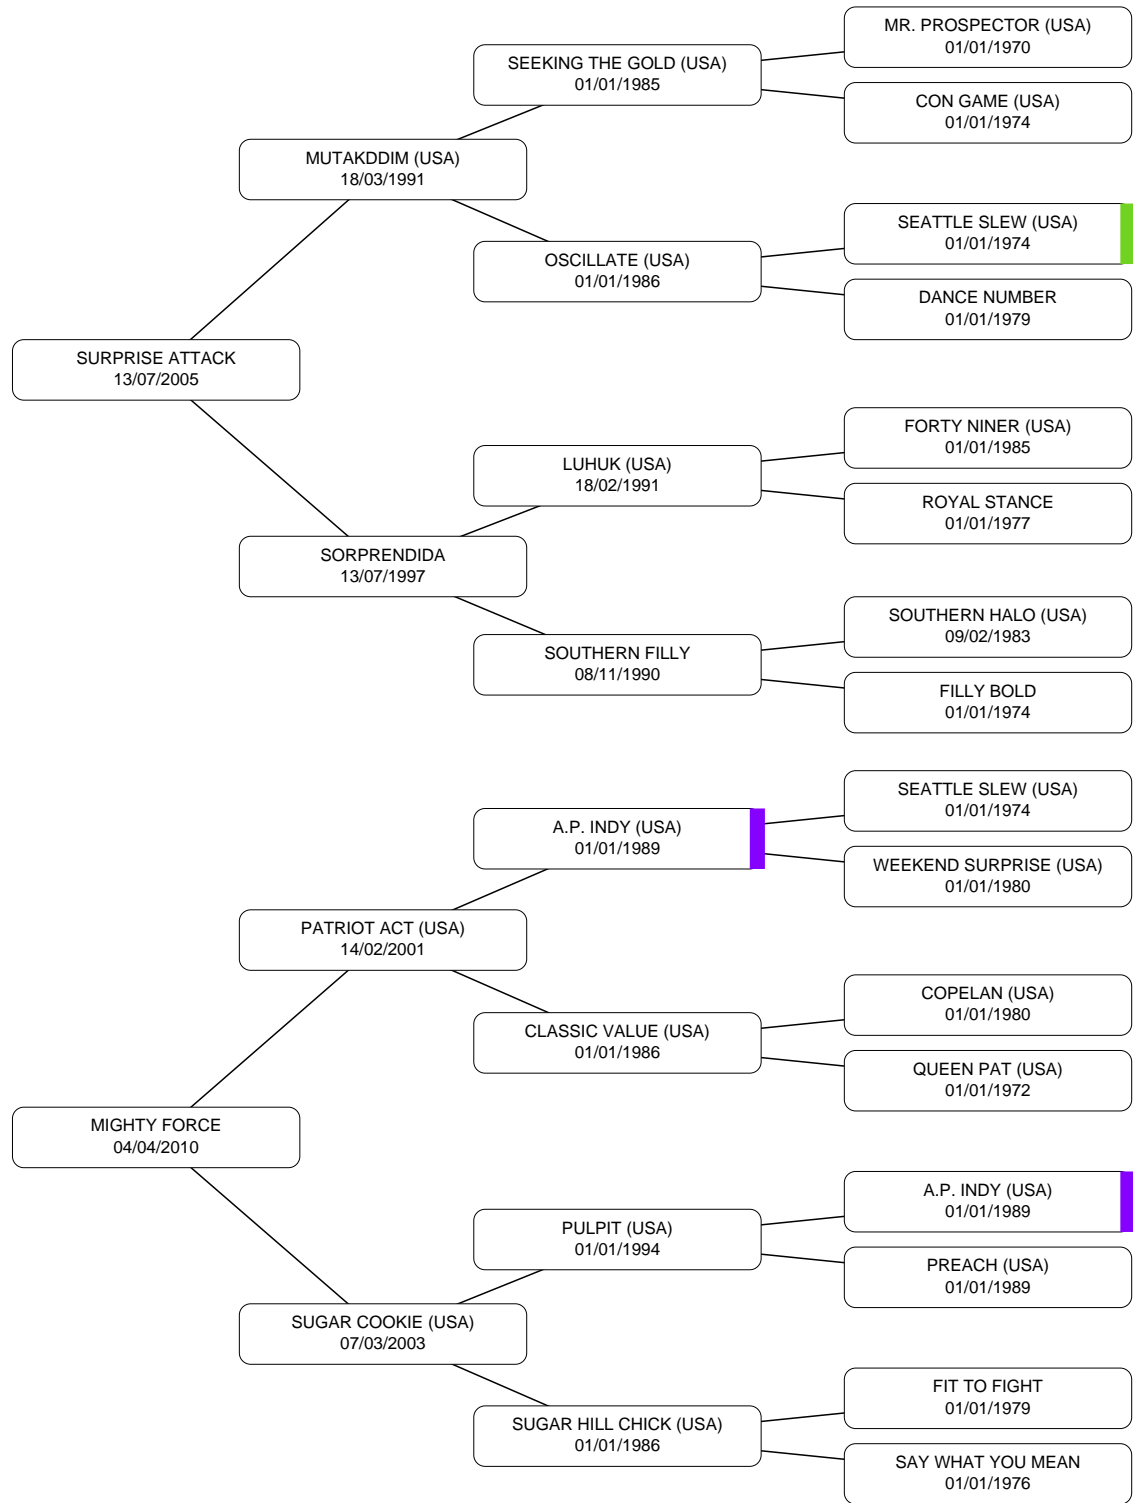 MR. PROSPECTOR (USA)
01/01/1970
SEEKING THE GOLD (USA)
01/01/1985
CON GAME (USA)
01/01/1974
MUTAKDDIM (USA)
18/03/1991
SEATTLE SLEW (USA)
01/01/1974
OSCILLATE (USA)
01/01/1986
DANCE NUMBER
01/01/1979
SURPRISE ATTACK
13/07/2005
FORTY NINER (USA)
01/01/1985
LUHUK (USA)
18/02/1991
ROYAL STANCE
01/01/1977
SORPRENDIDA
13/07/1997
SOUTHERN HALO (USA)
09/02/1983
SOUTHERN FILLY
08/11/1990
FILLY BOLD
01/01/1974
SEATTLE SLEW (USA)
01/01/1974
A.P. INDY (USA)
01/01/1989
WEEKEND SURPRISE (USA)
01/01/1980
PATRIOT ACT (USA)
14/02/2001
COPELAN (USA)
01/01/1980
CLASSIC VALUE (USA)
01/01/1986
QUEEN PAT (USA)
01/01/1972
MIGHTY FORCE
04/04/2010
A.P. INDY (USA)
01/01/1989
PULPIT (USA)
01/01/1994
PREACH (USA)
01/01/1989
SUGAR COOKIE (USA)
07/03/2003
FIT TO FIGHT
01/01/1979
SUGAR HILL CHICK (USA)
01/01/1986
SAY WHAT YOU MEAN
01/01/1976